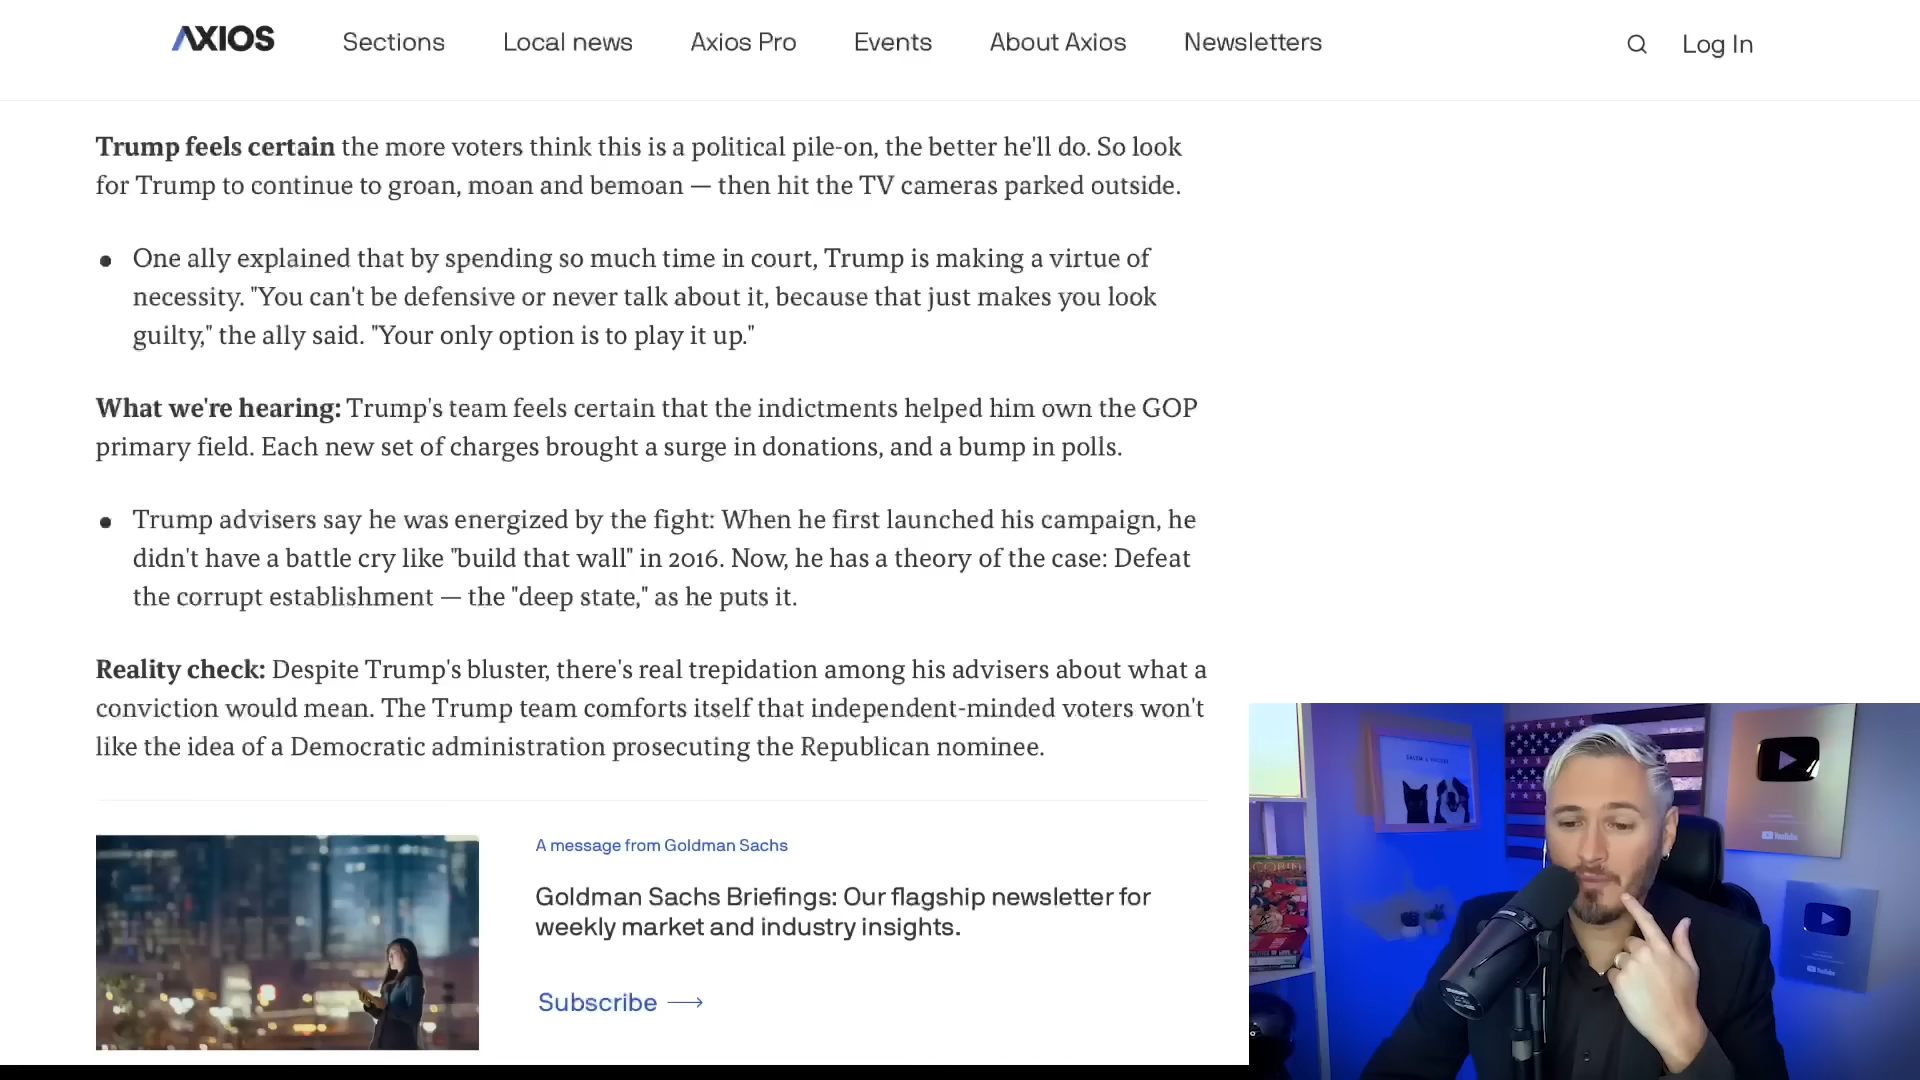 AXIOS Sections Local news Axios Pro Events About Axios Newsletters Log In
Trump feels certain the more voters think this is a political pile-on, the better he'll do. So look
for Trump to continue to groan, moan and bemoan — then hit the TV cameras parked outside.
One ally explained that by spending so much time in court, Trump is making a virtue of
necessity. "You can't be defensive or never talk about it, because that just makes you look
guilty," the ally said. "Your only option is to play it up."
What we're hearing: Trump's team feels certain that the indictments helped him own the GOP
primary field. Each new set of charges brought a surge in donations, and a bump in polls.
Trump advisers say he was energized by the fight: When he first launched his campaign, he
didn't have a battle cry like "build that wall" in 2016. Now, he has a theory of the case: Defeat
the corrupt establishment — the "deep state," as he puts it.
Reality check: Despite Trump's bluster, there's real trepidation among his advisers about what a
conviction would mean. The Trump team comforts itself that independent-minded voters won't
like the idea of a Democratic administration prosecuting the Republican nominee.
A message from Goldman Sachs
Goldman Sachs Briefings: Our flagship newsletter for
weekly market and industry insights.
Subscribe
YouTube
YouTube